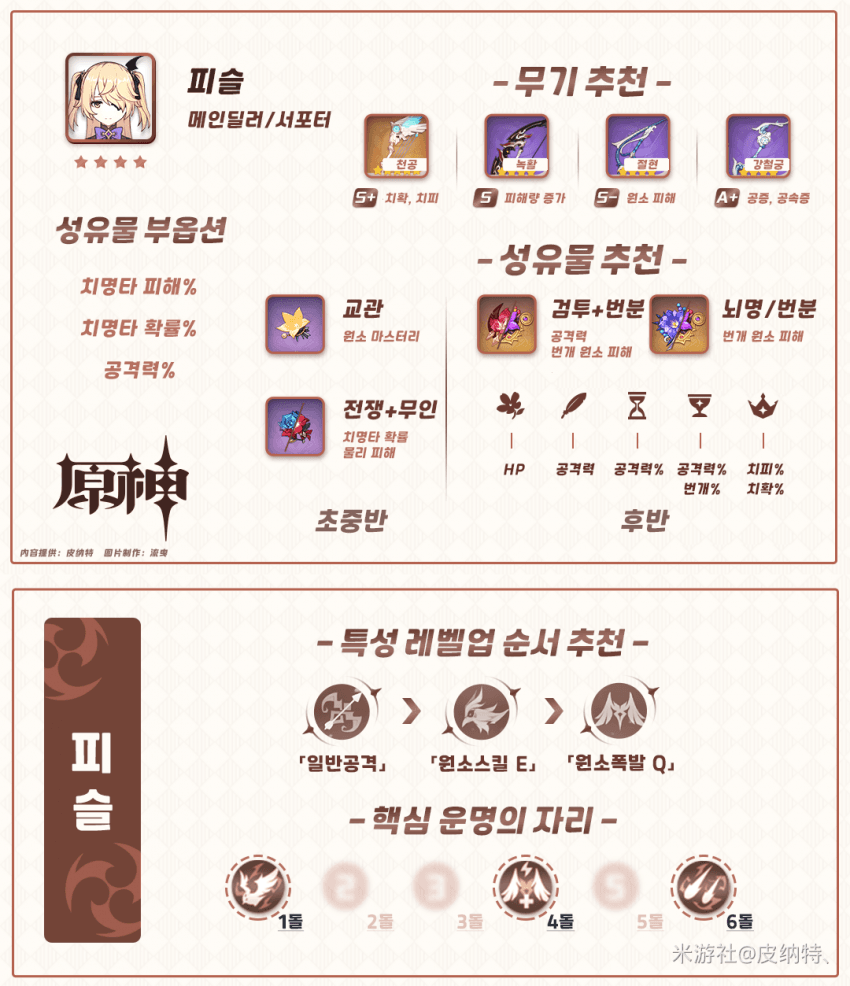 피슬
메인딜러/서포터
- 무기 추천 -
천공
녹활
절현
강철궁
S+ 치확, 치피
S 피해량 증가
S- 원소 피해
A+ 공증, 공속증
성유물 부옵션
치명타 피해%
치명타 확률%
공격력%
- 성유물 추천 -
교관
원소 마스터리
전쟁+무인
치명타 확률
물리 피해
초중반
검투+번분
공격력
번개 원소 피해
뇌명/번분
번개 원소 피해
HP
공격력
공격력%
공격력%
번개%
치피%
치확%
후반
原神
内容提供：皮纳特 图片制作：流曳
피슬
- 특성 레벨업 순서 추천 -
「일반공격」
「원소스킬 E」
「원소폭발 Q」
- 핵심 운명의 자리 -
2
3
5
1돌
2돌
3돌
4돌
5돌
6돌
米游社@皮纳特、